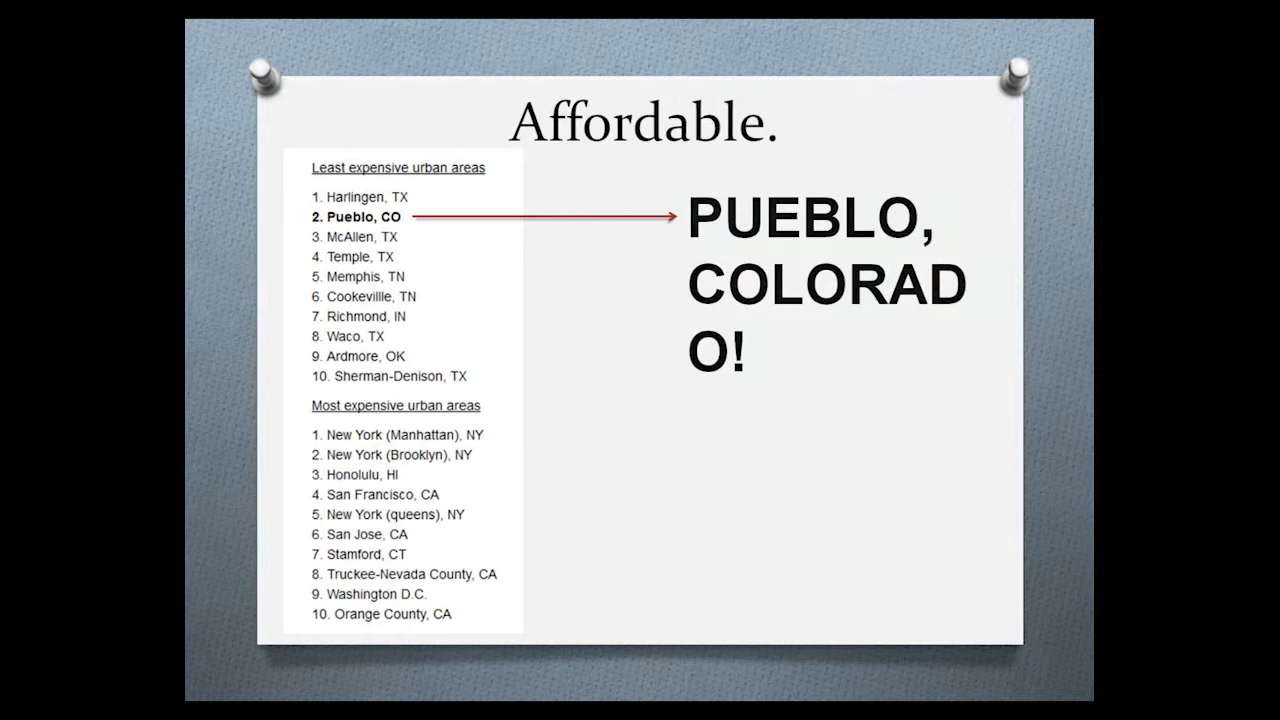 Affordable.
Least expensive urban areas
1. Harlingen, TX
2. Pueblo, CO
3. McAllen, TX
4. Temple, TX
5. Memphis, TN
6. Cookevillle, TN
7. Richmond, IN
8. Waco, TX
9. Ardmore, OK
10. Sherman-Denison, TX
Most expensive urban areas
1. New York (Manhattan), NY
2. New York (Brooklyn), NY
3. Honolulu, HI
4. San Francisco, CA
5. New York (queens), NY
6. San Jose, CA
7. Stamford, CT
8. Truckee-Nevada County, CA
9. Washington D.C.
10. Orange County, CA
PUEBLO,
COLORAD
O!